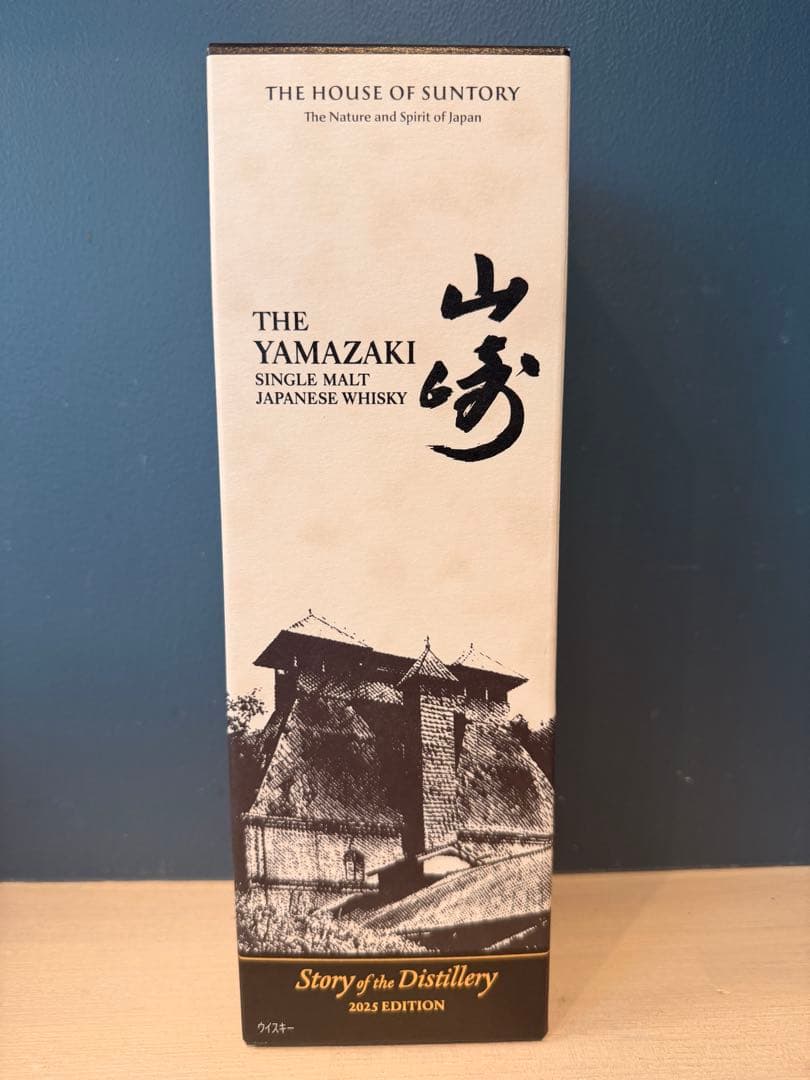 THE HOUSE OF SUNTORY
The Nature and Spirit of Japan
山崎
THE
YAMAZAKI
SINGLE MALT
JAPANESE WHISKY
Story of the Distillery
2025 EDITION
ウイスキー